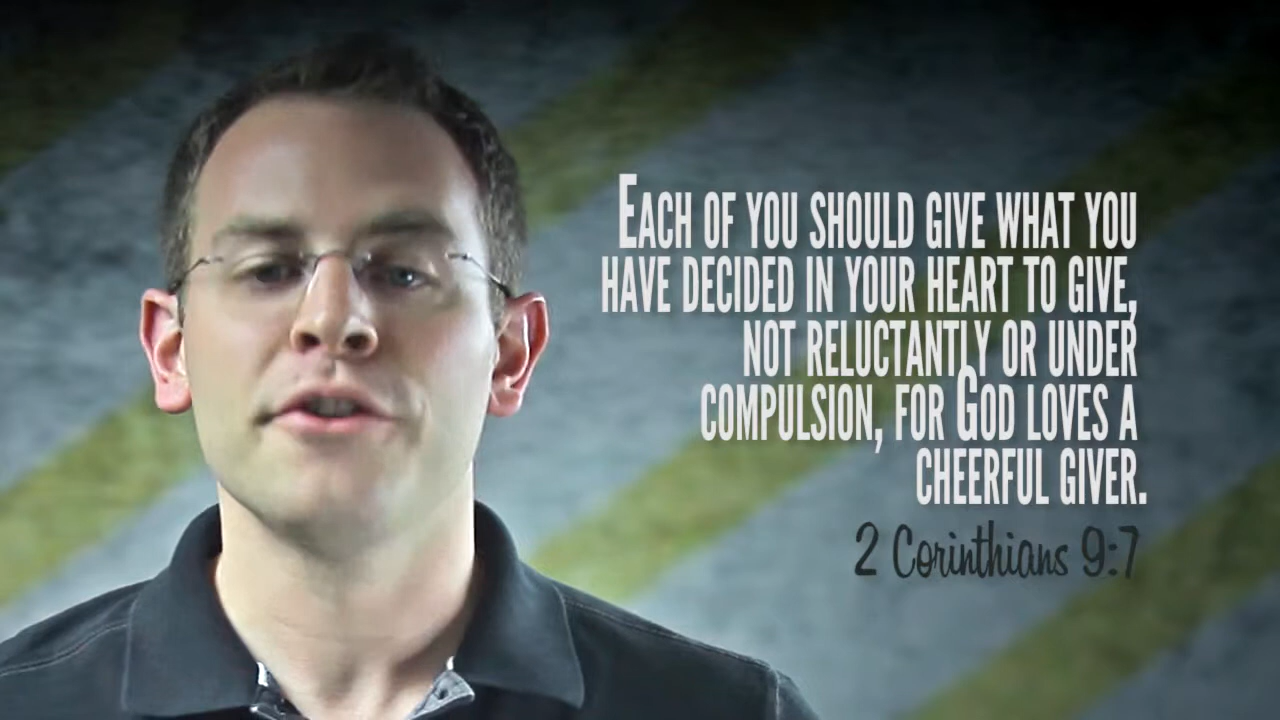 Each of you should give what you
have decided in your heart to give,
not reluctantly or under
compulsion, for God loves a
cheerful giver.
2 Corinthians 9:7